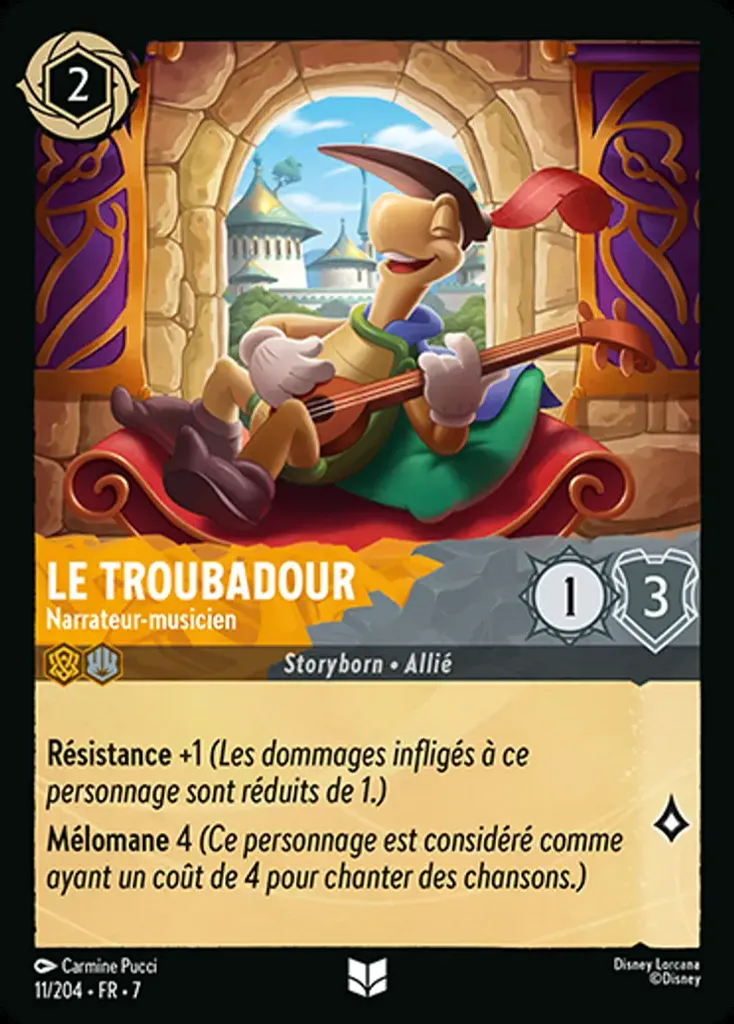 2
LE TROUBADOUR
Narrateur-musicien
1
3
Storyborn • Allié
Résistance +1 (Les dommages infligés à ce
personnage sont réduits de 1.)
Mélomane 4 (Ce personnage est considéré comme
ayant un coût de 4 pour chanter des chansons.)
Carmine Pucci
11/204 • FR • 7
Disney Lorcana
©Disney